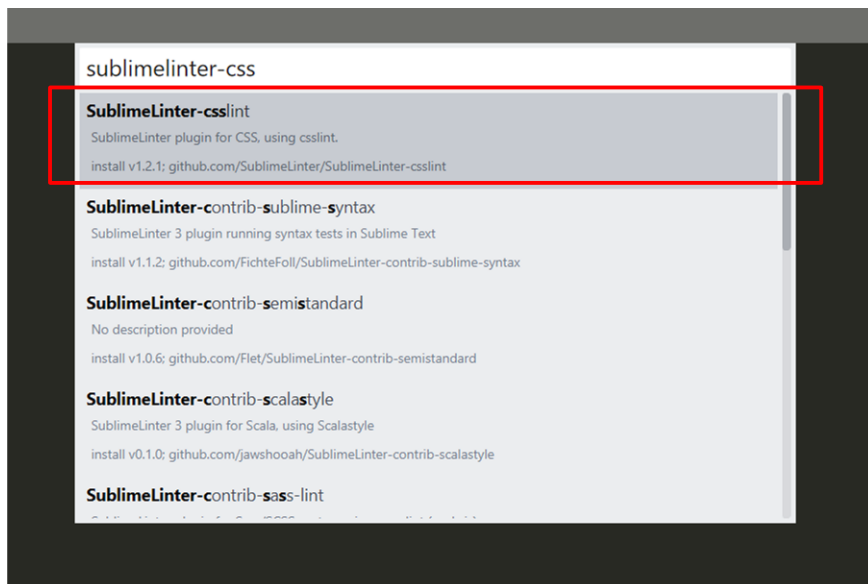 sublimelinter-css
SublimeLinter-csslint
SublimeLinter plugin for CSS, using csslint.
install v1.2.1; github.com/SublimeLinter/SublimeLinter-csslint
SublimeLinter-contrib-sublime-syntax
SublimeLinter 3 plugin running syntax tests in Sublime Text
install v1.1.2; github.com/FichteFoll/SublimeLinter-contrib-sublime-syntax
SublimeLinter-contrib-semistandard
No description provided
install v1.0.6; github.com/Flet/SublimeLinter-contrib-semistandard
SublimeLinter-contrib-scalastyle
SublimeLinter 3 plugin for Scala, using Scalastyle
install v0.1.0; github.com/jawshooah/SublimeLinter-contrib-scalastyle
SublimeLinter-contrib-sass-lint